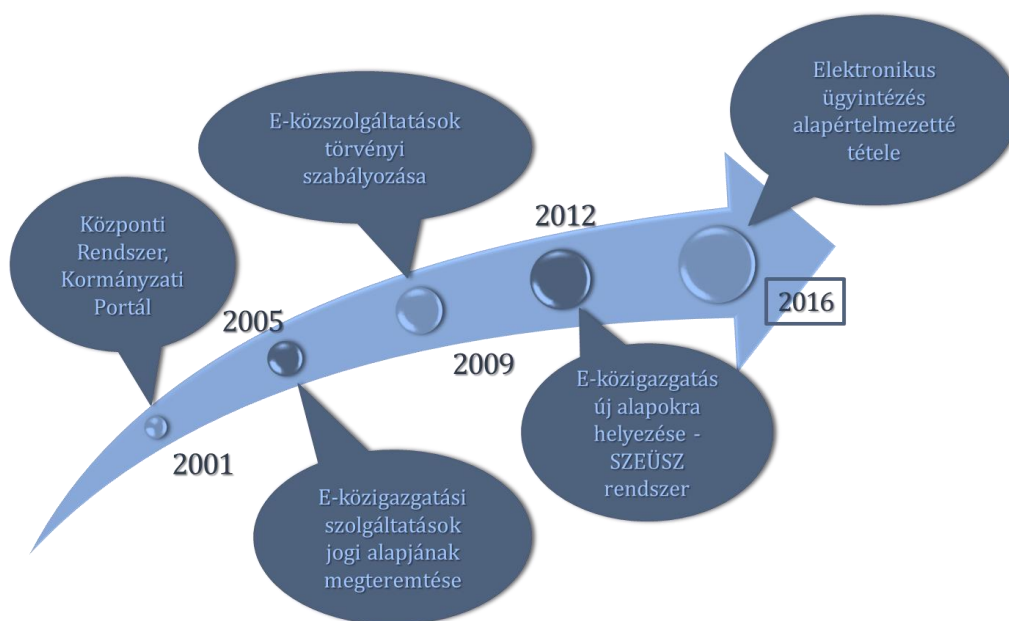 Központi
Rendszer,
Kormányzati
Portál
2001
2005
E-közigazgatási
szolgáltatások
jogi alapjának
megteremtése
E-közszolgáltatások
törvényi
szabályozása
2009
2012
E-közigazgatás
új alapokra
helyezése -
SZEÜSZ
rendszer
Elektronikus
ügyintézés
alapértelmezetté
tétele
2016